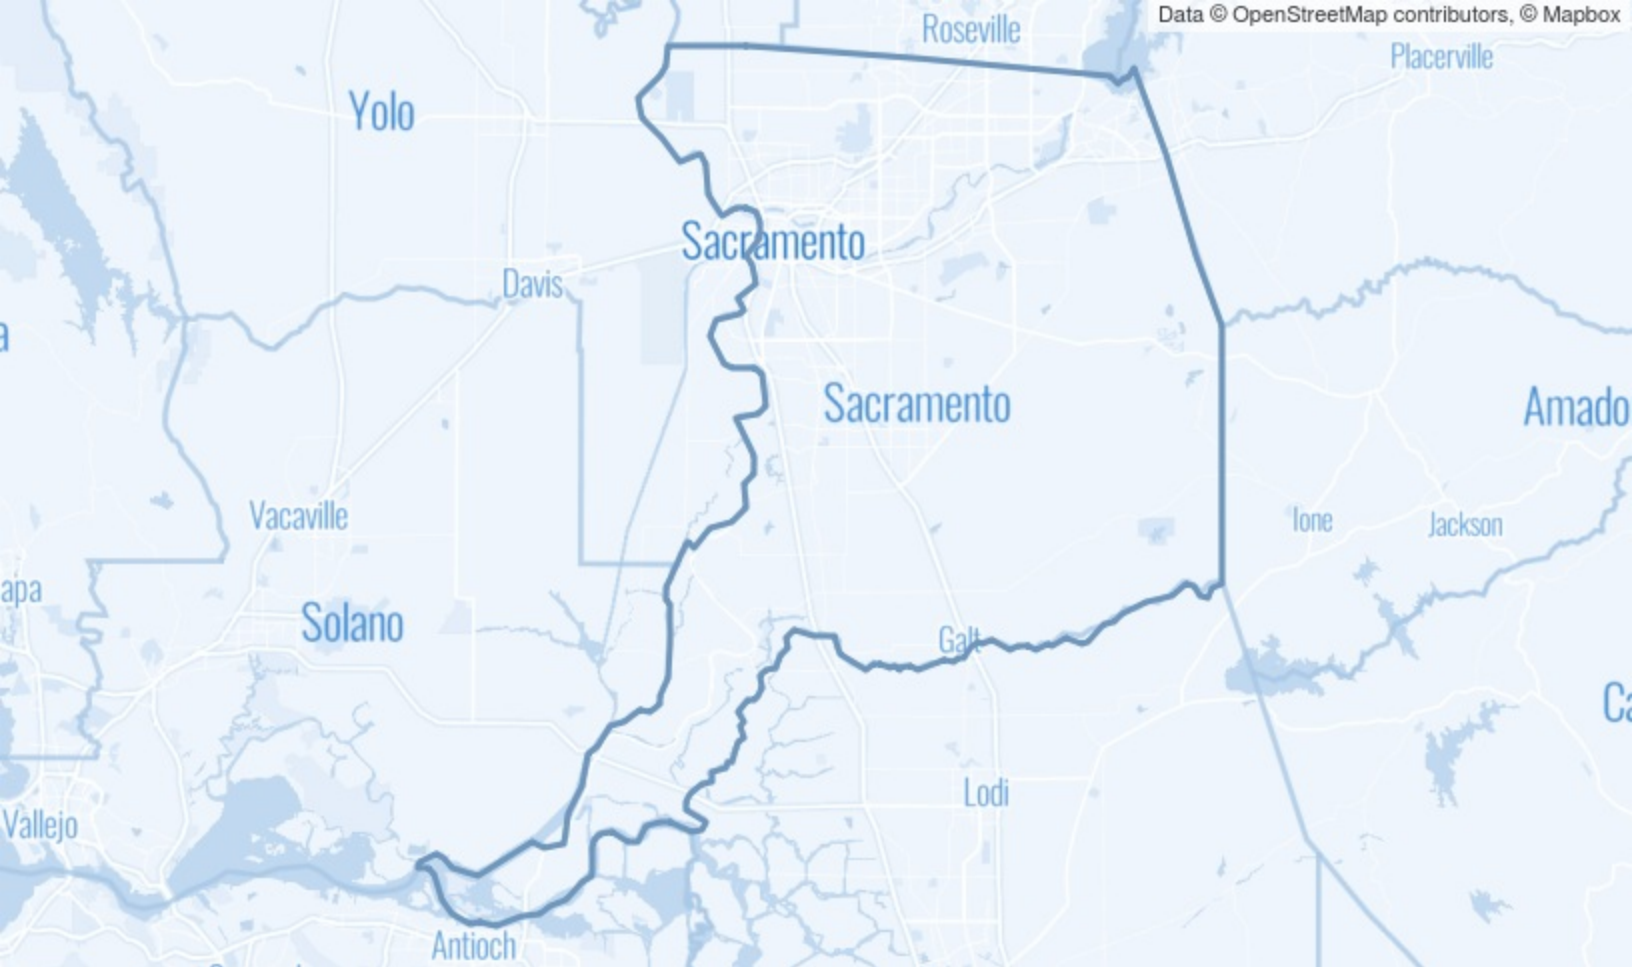 Data © OpenStreetMap contributors, © Mapbox
Roseville
Placerville
Yolo
Sacramento
Davis
a
Sacramento
Amado
Vacaville
Ione
Jackson
apa
Solano
Galt
Ca
Lodi
Vallejo
Antioch